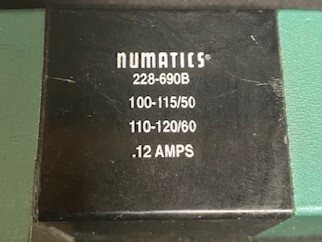 NUMATICS®
228-690B
100-115/50
110-120/60
.12 AMPS